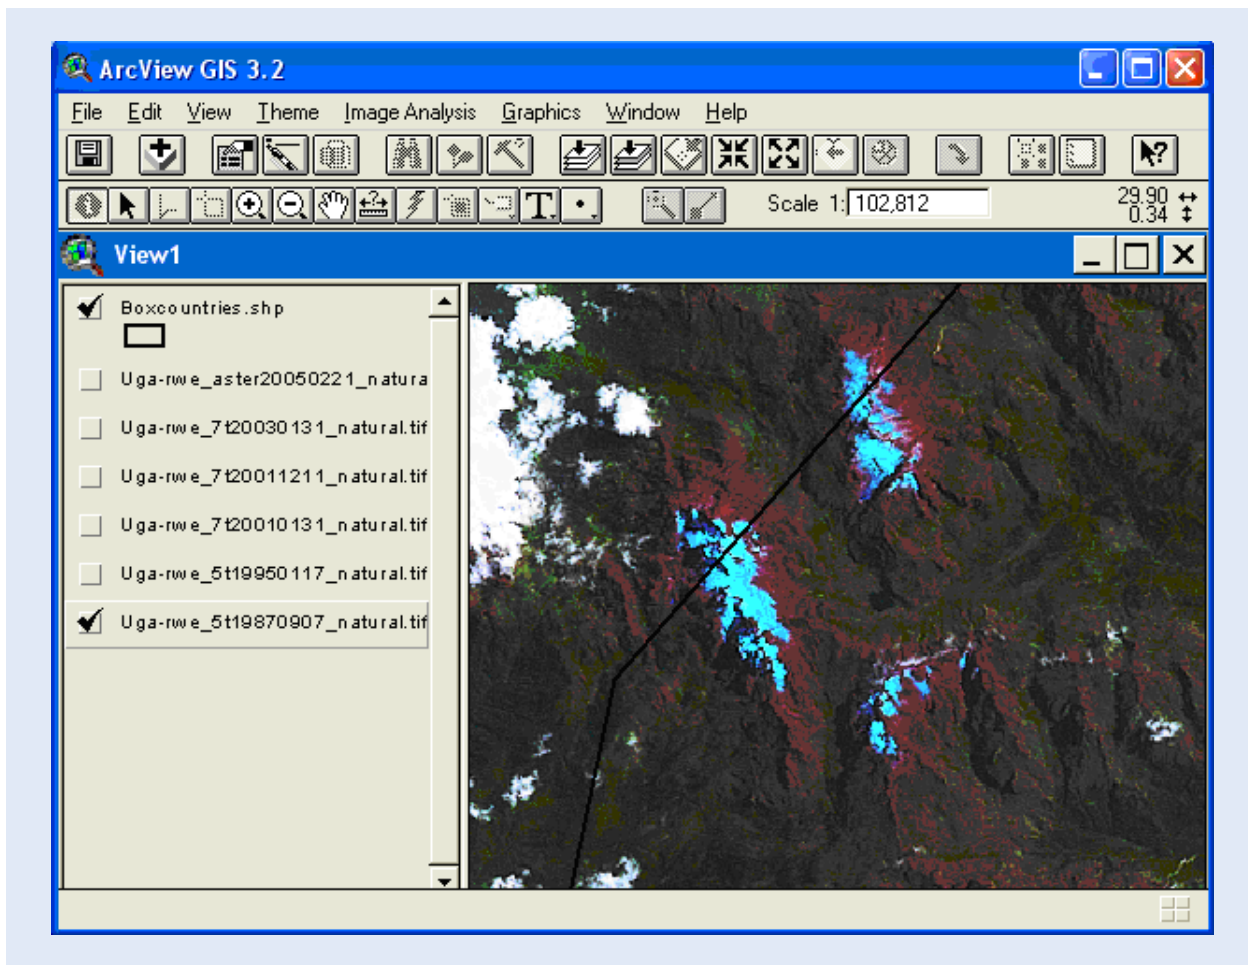 ArcView GIS 3.2
File Edit View Theme Image Analysis Graphics Window Help
T
?
Scale 1: 102,812
29.90
0.34
View1
Boxcountries.shp
Uga-rwe_aster20050221_natura
Uga-rwe_7t20030131_natural.tif
Uga-rwe_7t20011211_natural.tif
Uga-rwe_7t20010131_natural.tif
Uga-rwe_5t19950117_natural.tif
Uga-rwe_5t19870907_natural.tif